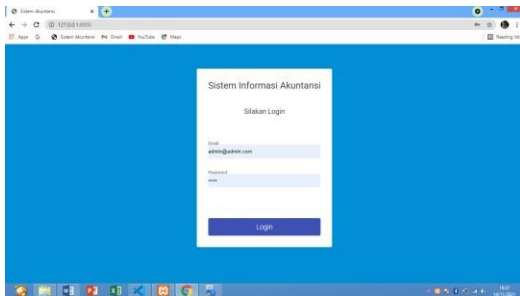 Sistem Akuntansi
127.0.0.1:8000
Apps
G
Sistem Akuntansi
Gmail
YouTube
Maps
Reading list
Sistem Informasi Akuntansi
Silakan Login
Email
admin@admin.com
Password
Login